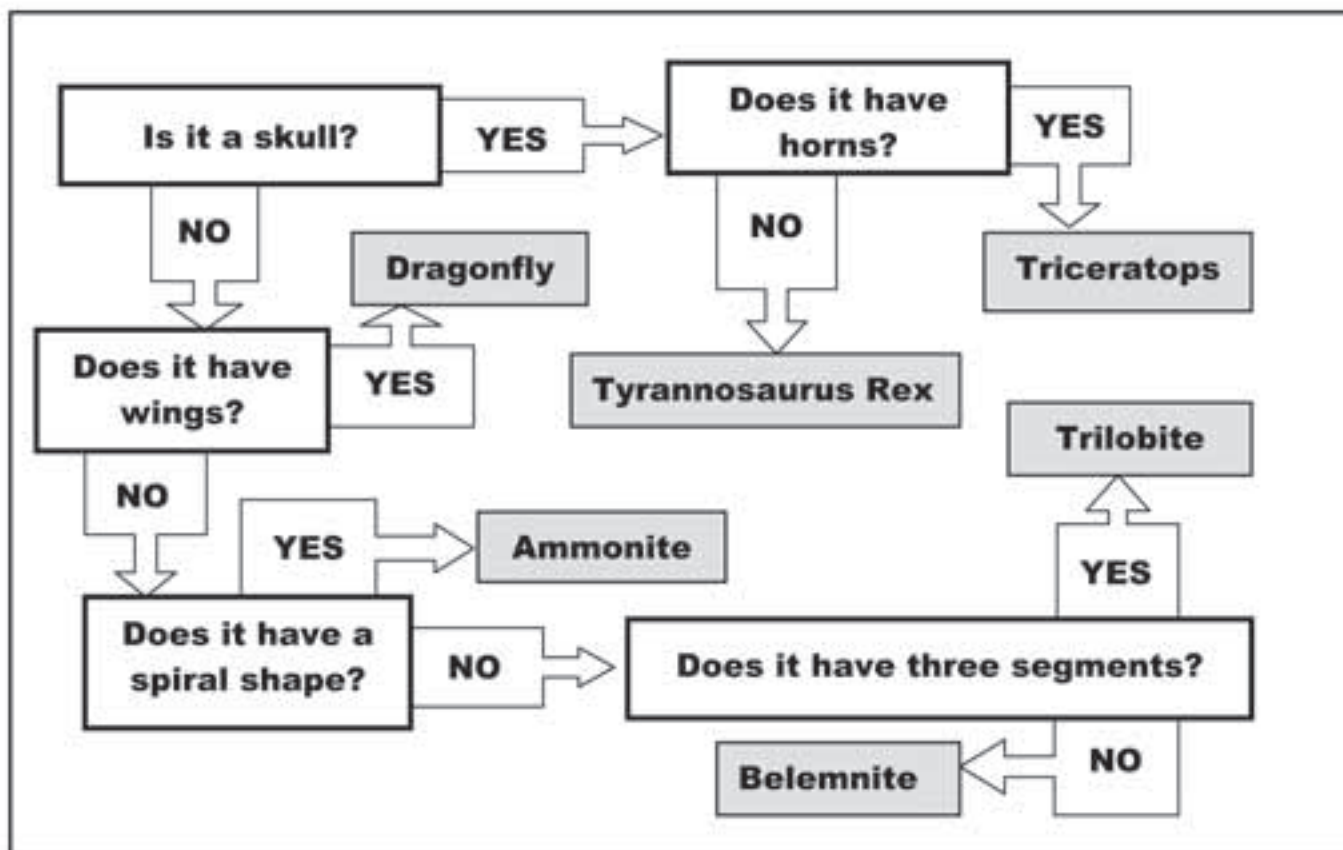 Is it a skull?
YES
Does it have
horns?
YES
NO
NO
Dragonfly
Triceratops
Does it have
wings?
YES
Tyrannosaurus Rex
Trilobite
NO
YES
Ammonite
YES
Does it have a
spiral shape?
NO
Does it have three segments?
Belemnite
NO